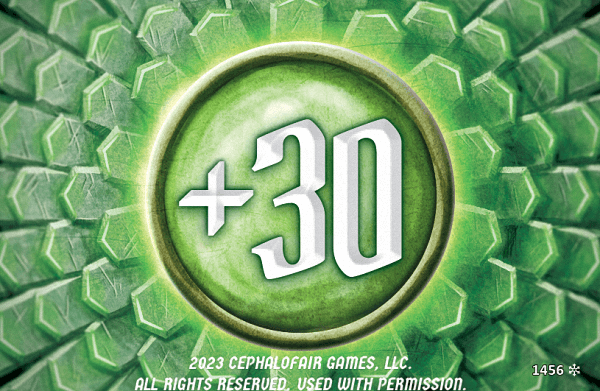 +30
2023 CEPHALOFAIR GAMES, LLC.
ALL RIGHTS RESERVED. USED WITH PERMISSION.
1456 ✻